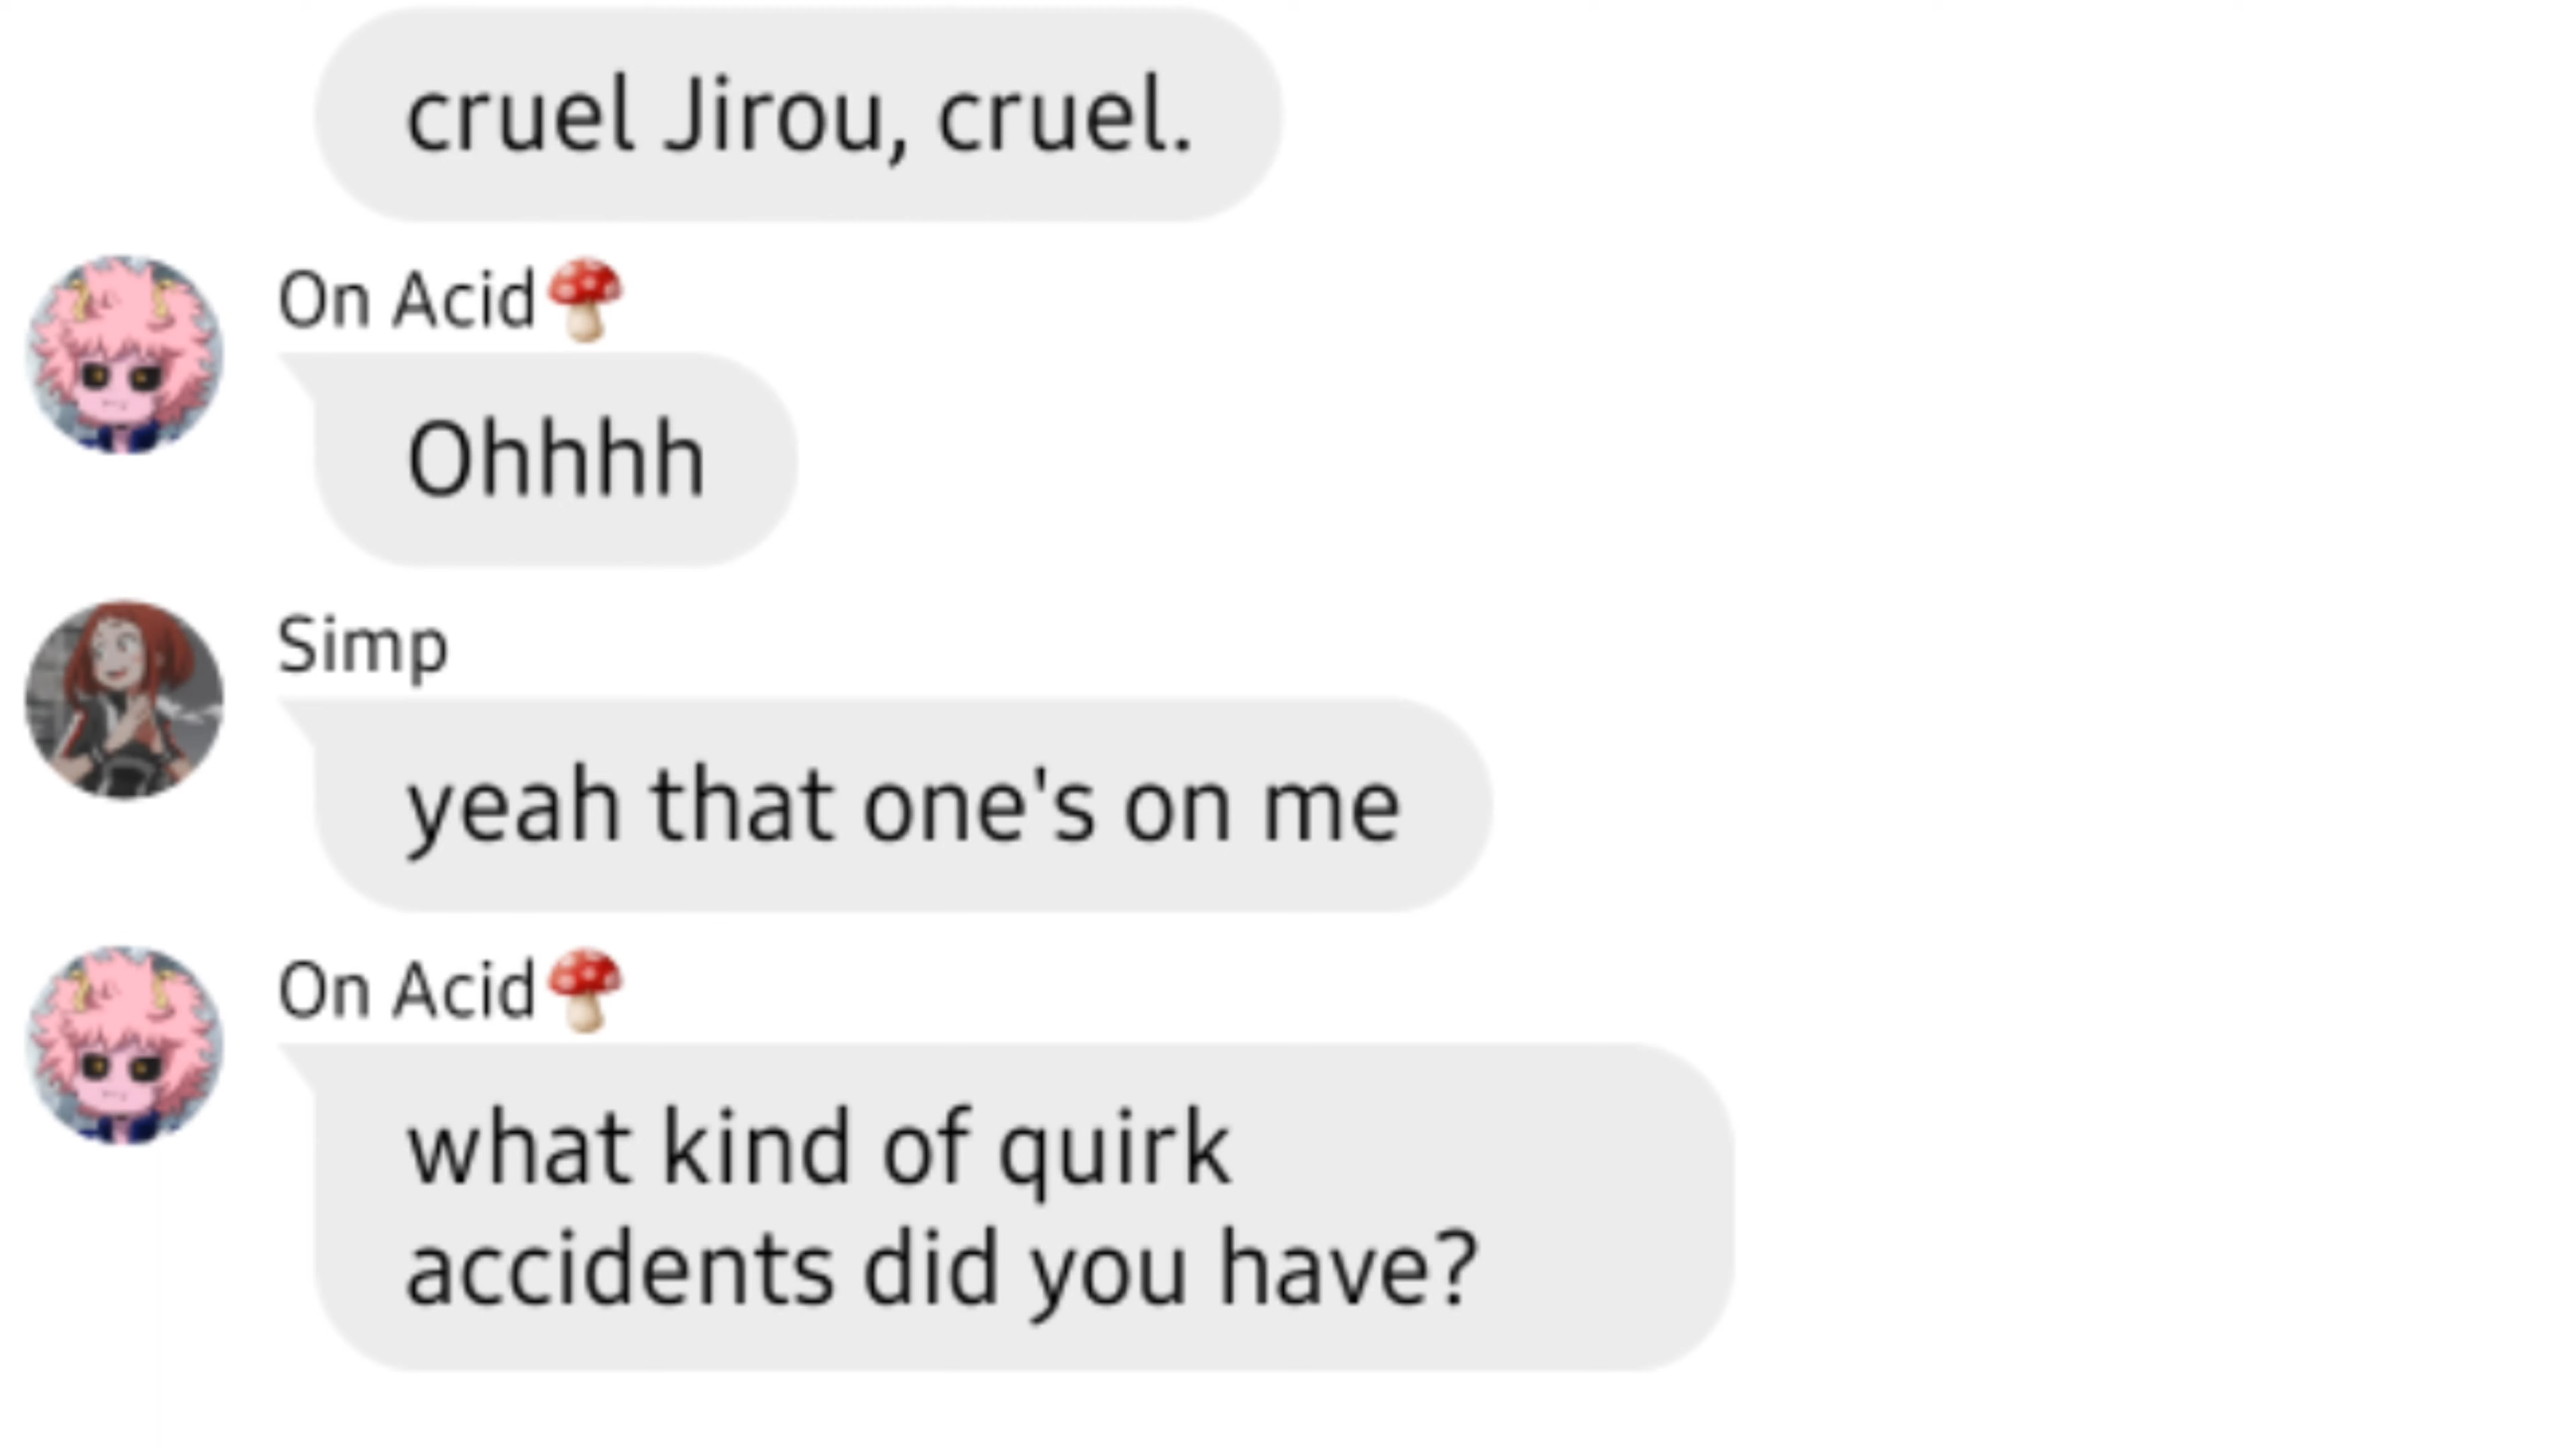 cruel Jirou, cruel.
On Acid🍄
Ohhhh
Simp
yeah that one's on me
On Acid🍄
what kind of quirk
accidents did you have?